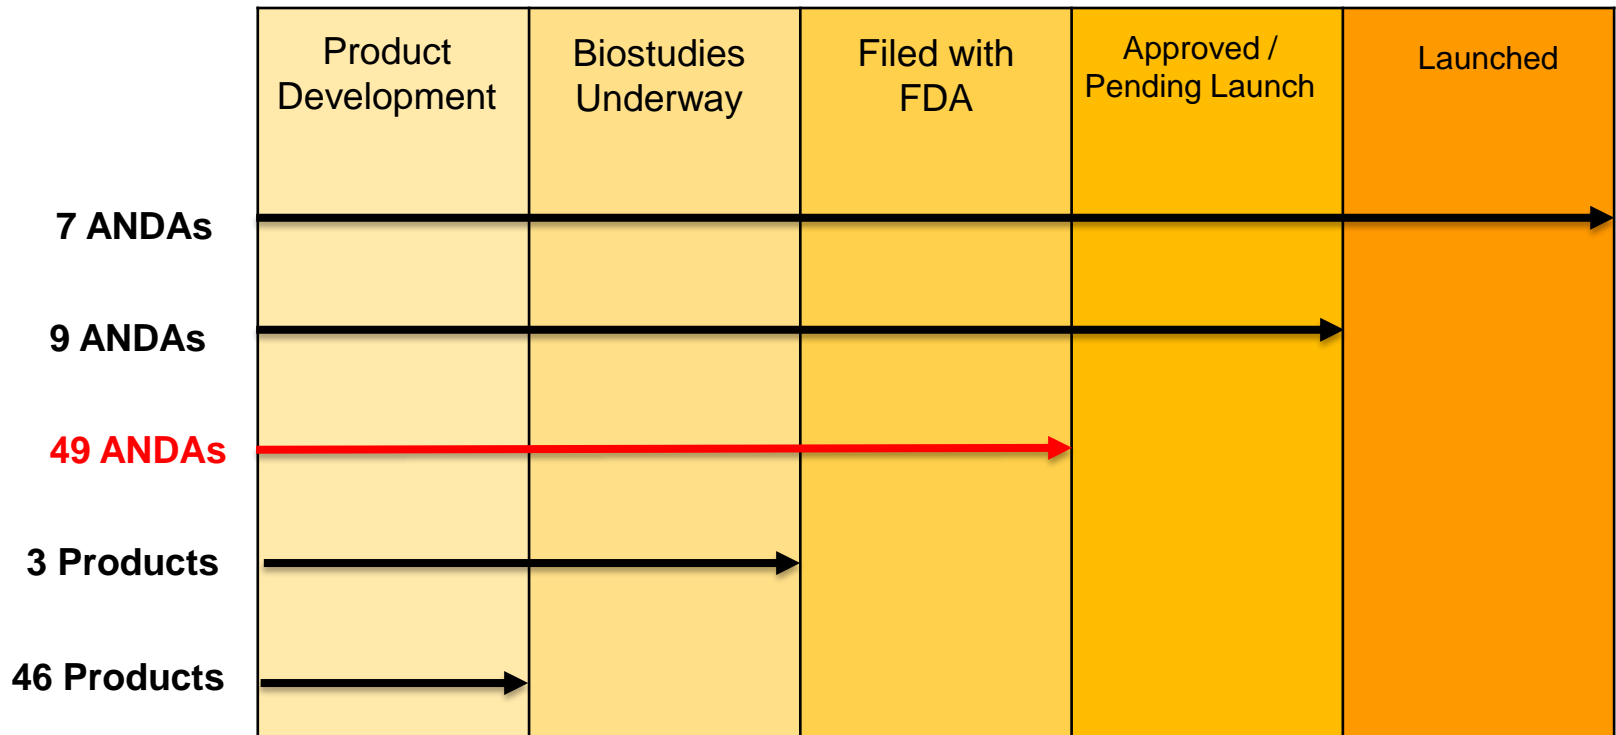 Product
Development
Biostudies
Underway
Filed with
FDA
Approved /
Pending Launch
Launched
7 ANDAs
9 ANDAs
49 ANDAs
3 Products
46 Products